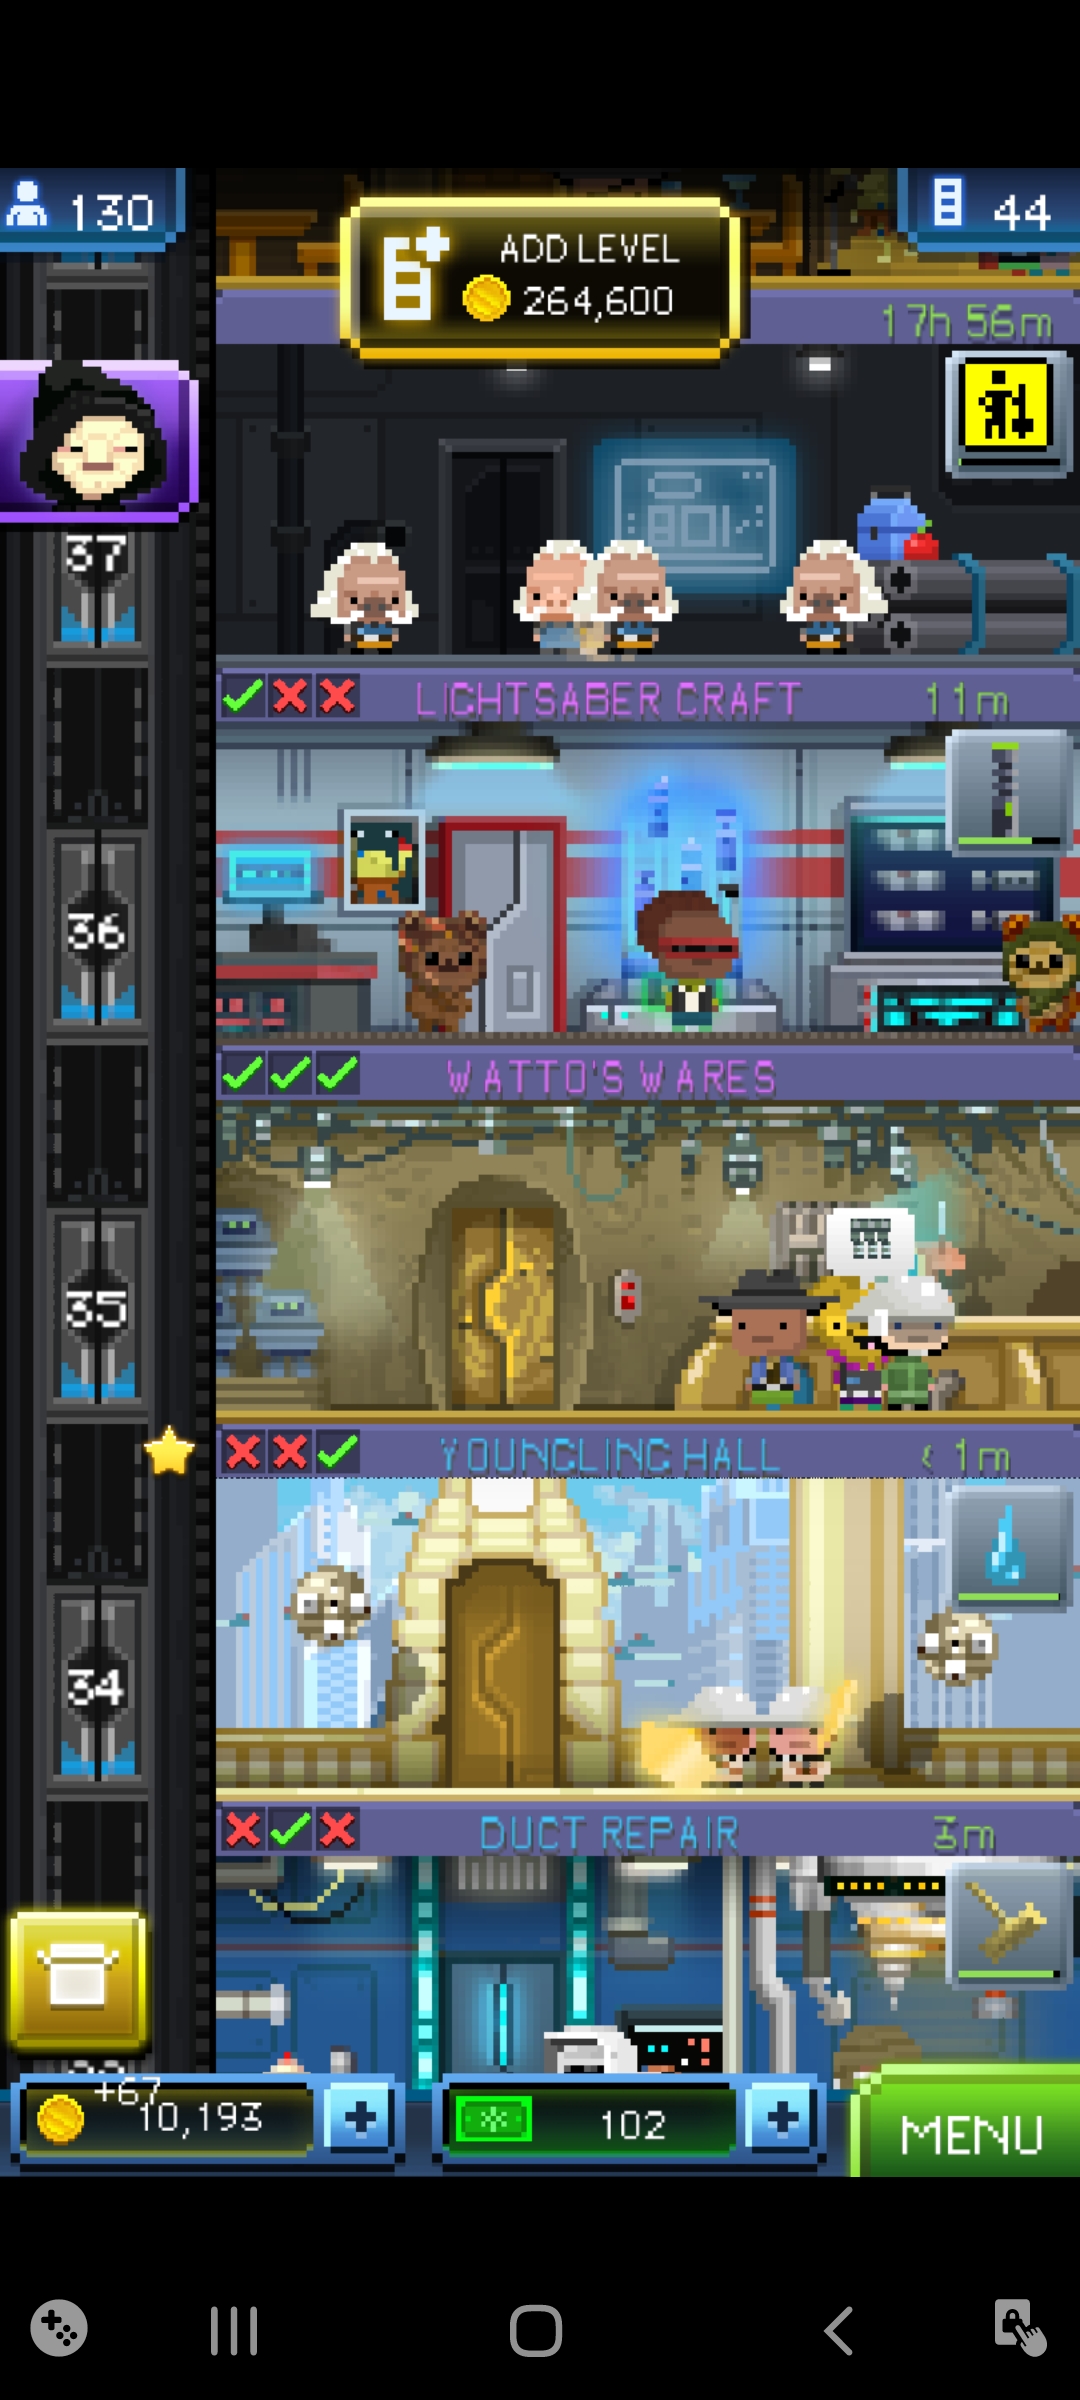 130
ADD LEVEL
264,600
44
17h 56m
37
LIGHTSABER CRAFT
11m
36
WATTO'S WARES
35
YOUNGLING HALL
< 1m
34
DUCT REPAIR
3m
+67
10,193
102
MENU